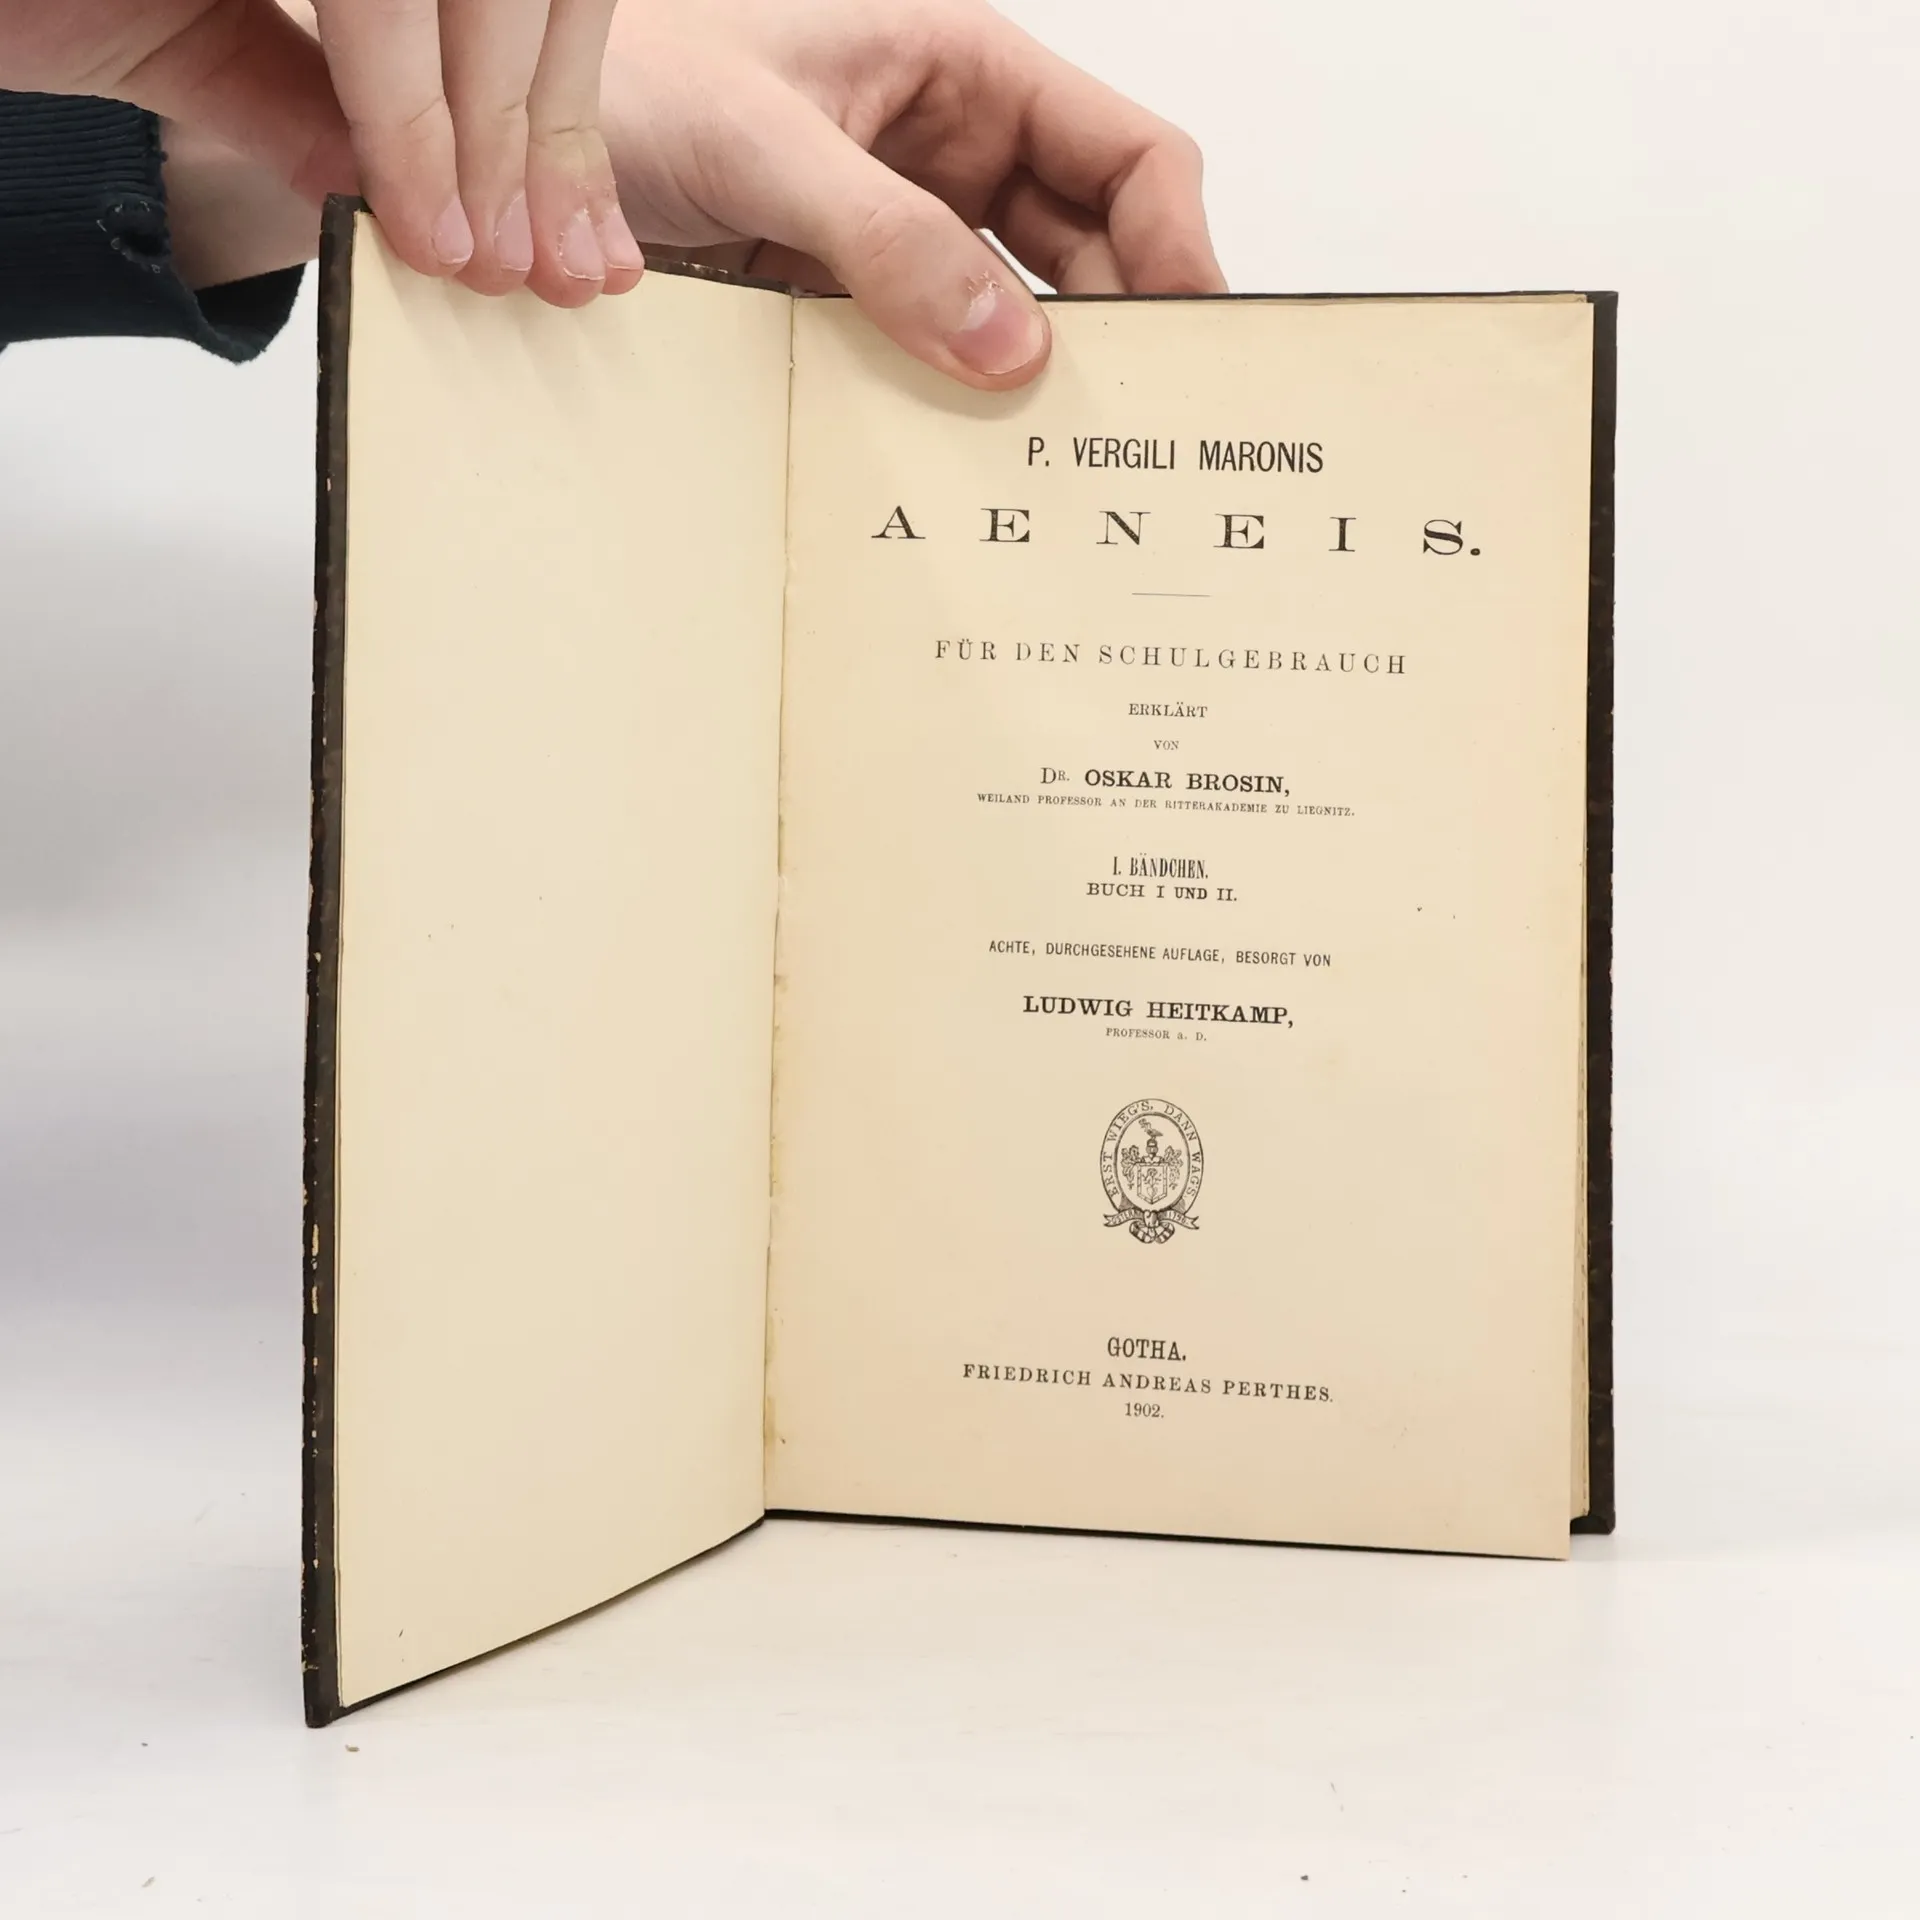 P. VERGILI MARONIS
AENEIS.
FÜR DEN SCHULGEBRAUCH
ERKLÄRT
VON
DR. OSKAR BROSIN,
WEILAND PROFESSOR AN DER RITTERAKADEMIE ZU LIEGNITZ.
I. BÄNDCHEN.
BUCH I UND II.
ACHTE, DURCHGESEHENE AUFLAGE, BESORGT VON
LUDWIG HEITKAMP,
PROFESSOR a. D.
ERST WIEG'S, DANN WAG'S.
GOTHA.
FRIEDRICH ANDREAS PERTHES.
1902.